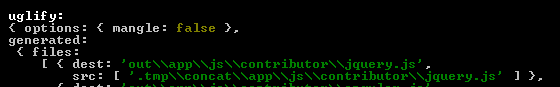 uglify:
{ options: { mangle: false },
generated:
{ files:
[ { dest: 'out\\app\\js\\contributor\\jquery.js',
src: [ '.tmp\\concat\\app\\js\\contributor\\jquery.js' ] },